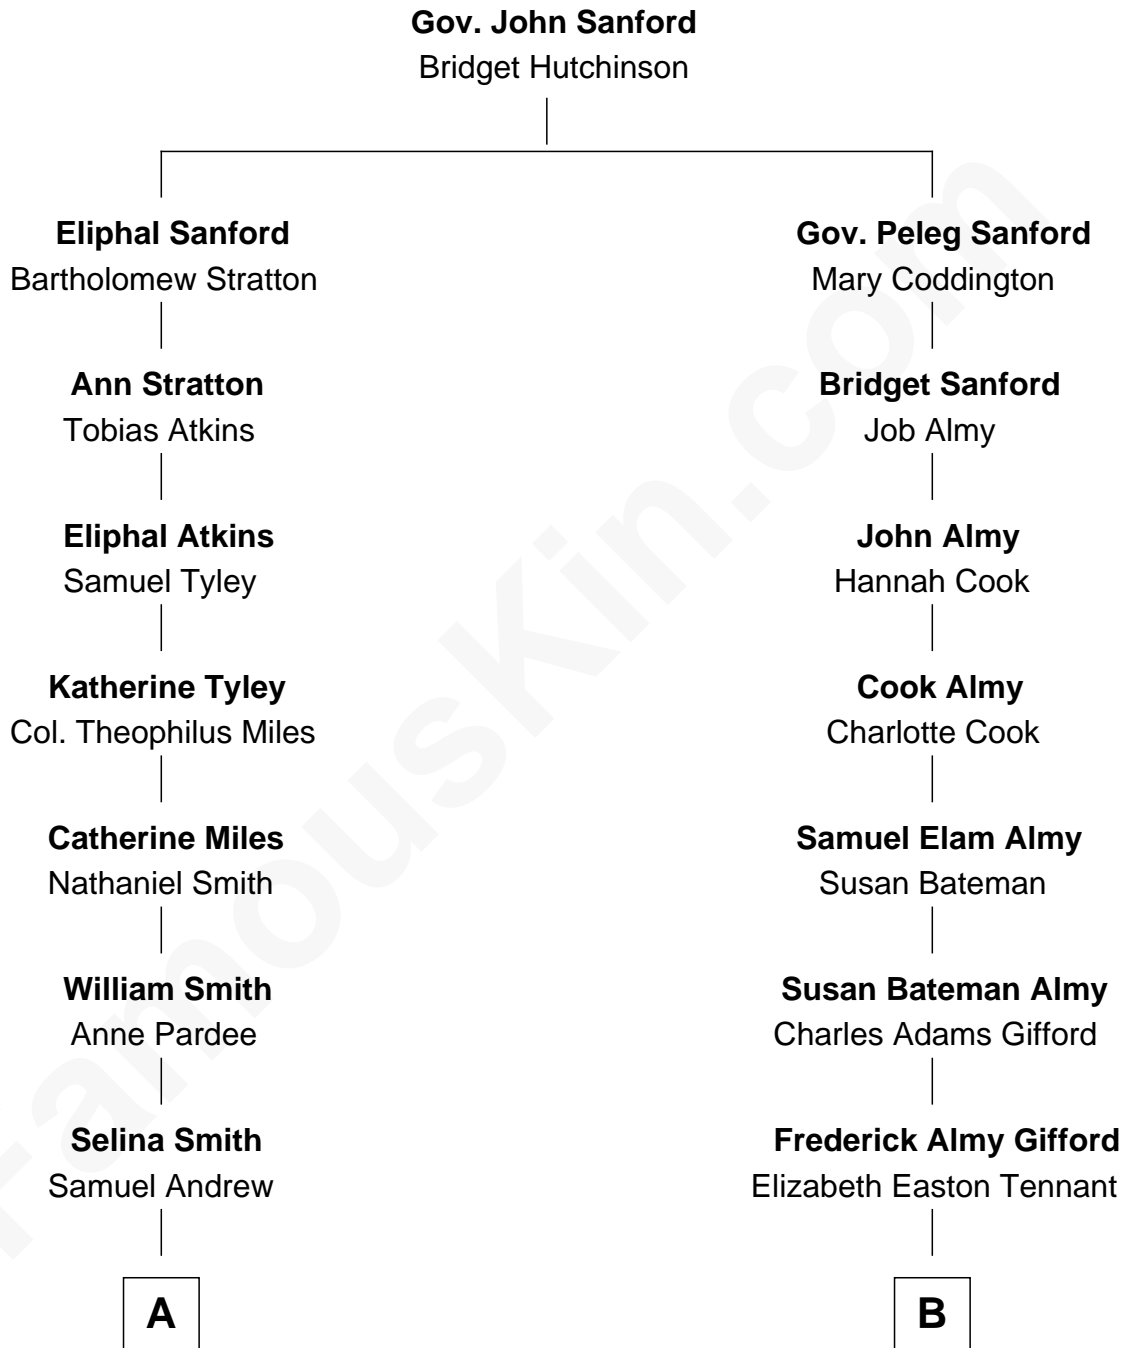 Gov. John Sanford
Bridget Hutchinson
Eliphal Sanford
Bartholomew Stratton
Gov. Peleg Sanford
Mary Coddington
Ann Stratton
Tobias Atkins
Bridget Sanford
Job Almy
Eliphal Atkins
Samuel Tyley
John Almy
Hannah Cook
Katherine Tyley
Col. Theophilus Miles
Cook Almy
Charlotte Cook
Catherine Miles
Nathaniel Smith
Samuel Elam Almy
Susan Bateman
William Smith
Anne Pardee
Susan Bateman Almy
Charles Adams Gifford
Selina Smith
Samuel Andrew
Frederick Almy Gifford
Elizabeth Easton Tennant
A
B
FamousKin.com